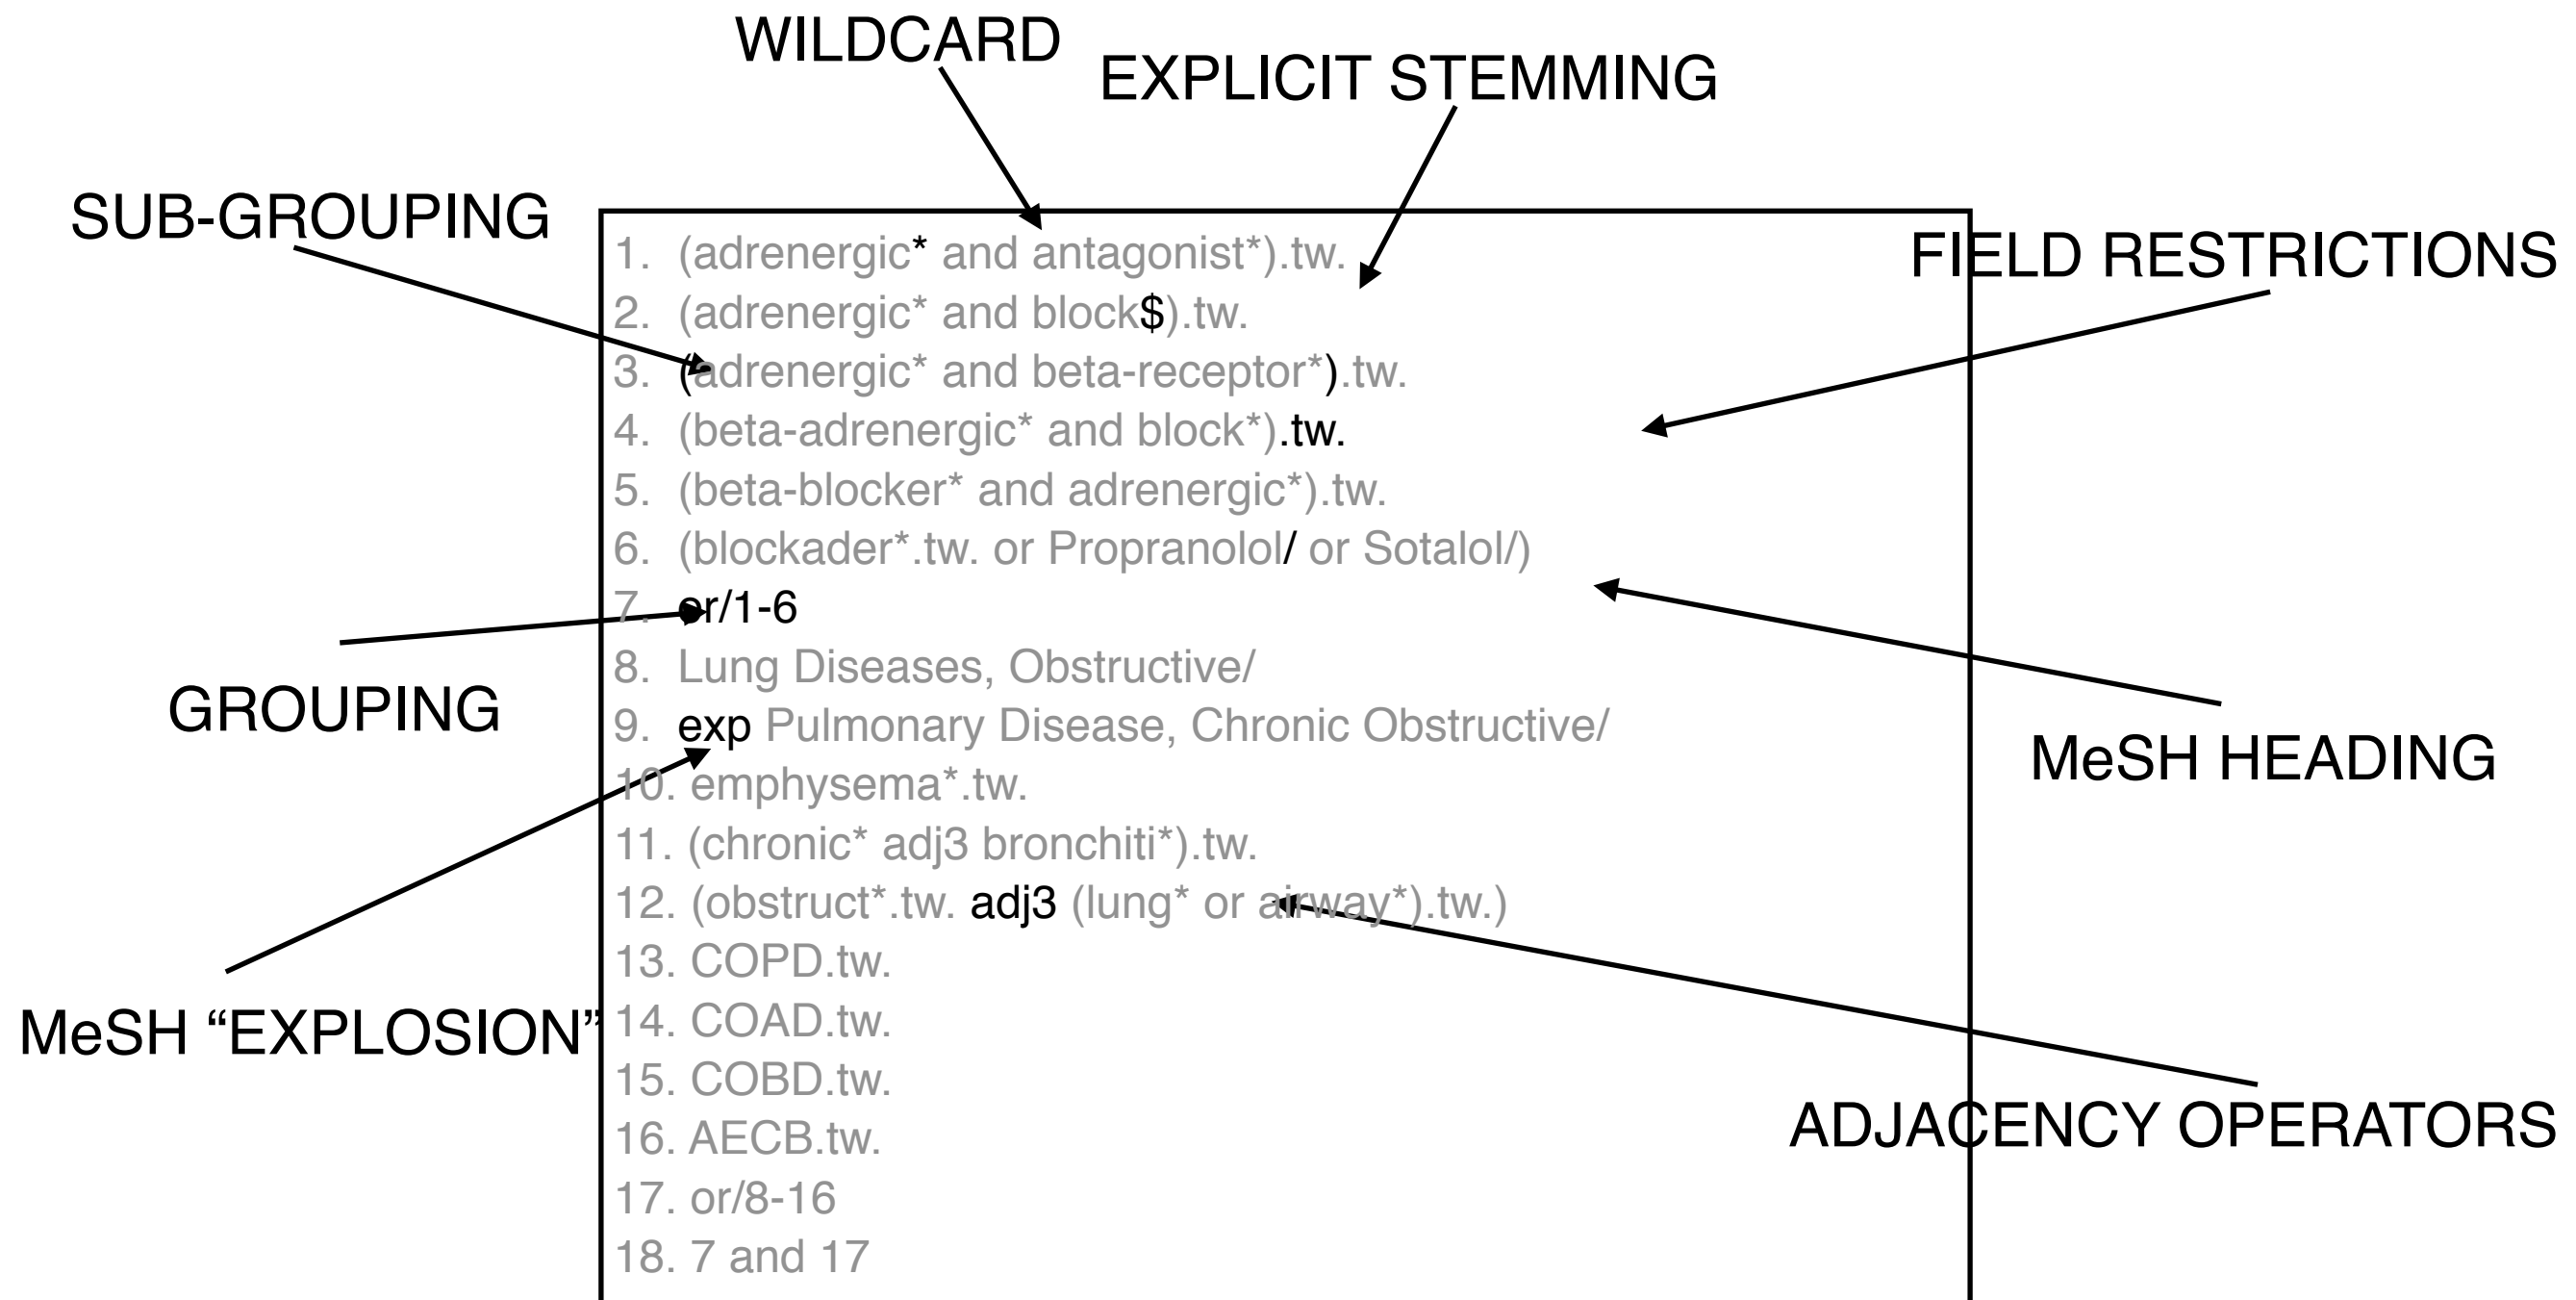 WILDCARD
EXPLICIT STEMMING
SUB-GROUPING
FIELD RESTRICTIONS
1. (adrenergic* and antagonist*).tw.
2. (adrenergic* and block$).tw.
3. (adrenergic* and beta-receptor*).tw.
4. (beta-adrenergic* and block*).tw.
5. (beta-blocker* and adrenergic*).tw.
6. (blockader*.tw. or Propranolol/ or Sotalol/)
7. or/1-6
8. Lung Diseases, Obstructive/
9. exp Pulmonary Disease, Chronic Obstructive/
10. emphysema*.tw.
11. (chronic* adj3 bronchiti*).tw.
12. (obstruct*.tw. adj3 (lung* or airway*).tw.)
13. COPD.tw.
14. COAD.tw.
15. COBD.tw.
16. AECB.tw.
17. or/8-16
18. 7 and 17
GROUPING
MeSH HEADING
MeSH “EXPLOSION”
ADJACENCY OPERATORS